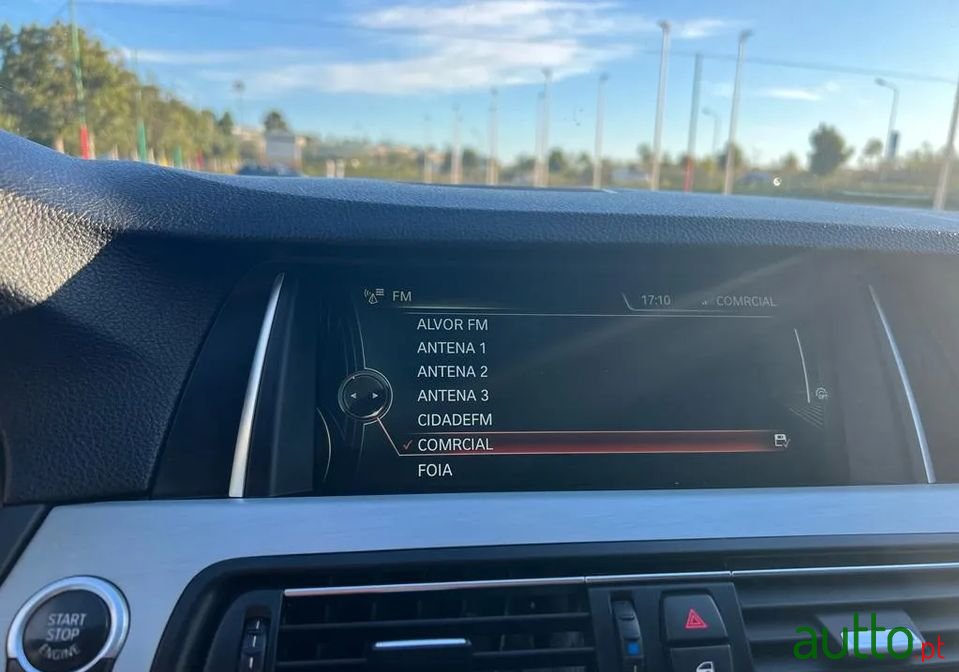 FM 17:10 COMRCIAL
ALVOR FM
ANTENA 1
ANTENA 2
ANTENA 3
CIDADEFM
COMRCIAL
FOIA
START
STOP
ENGINE
autto.pt